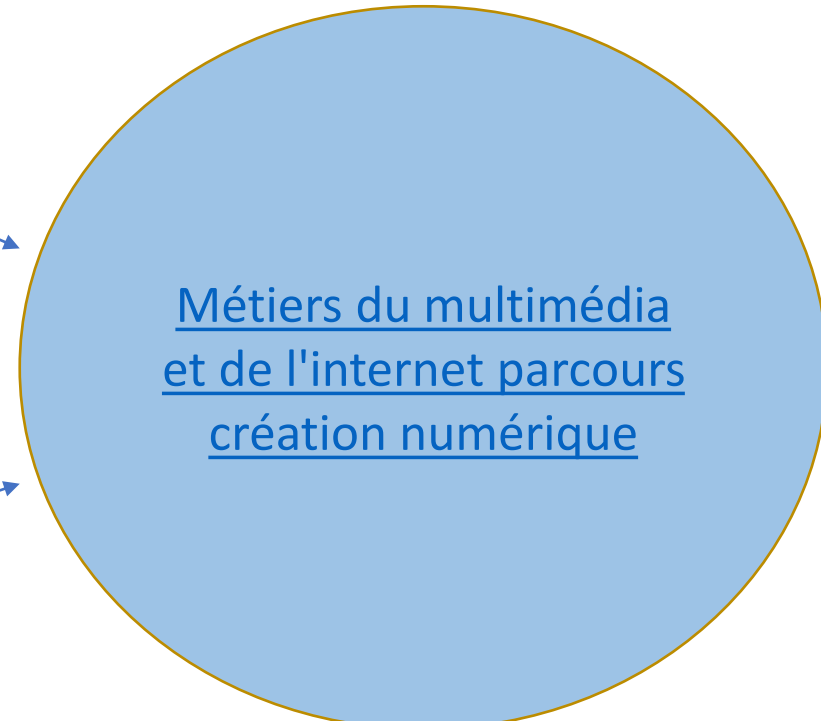 Métiers du multimédia
et de l'internet parcours
création numérique